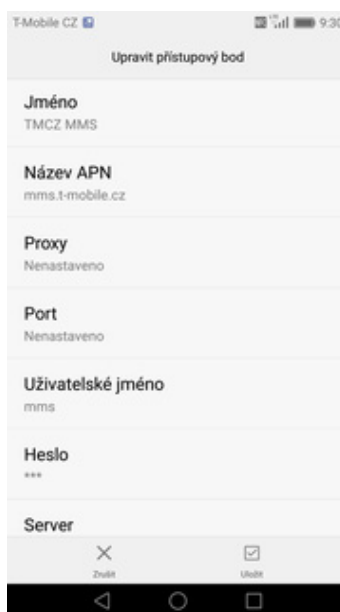 T-Mobile CZ 9:30
Upravit přístupový bod
Jméno
TMCZ MMS
Název APN
mms.t-mobile.cz
Proxy
Nenastaveno
Port
Nenastaveno
Uživatelské jméno
mms
Heslo
***
Server
Zrušit Uložit